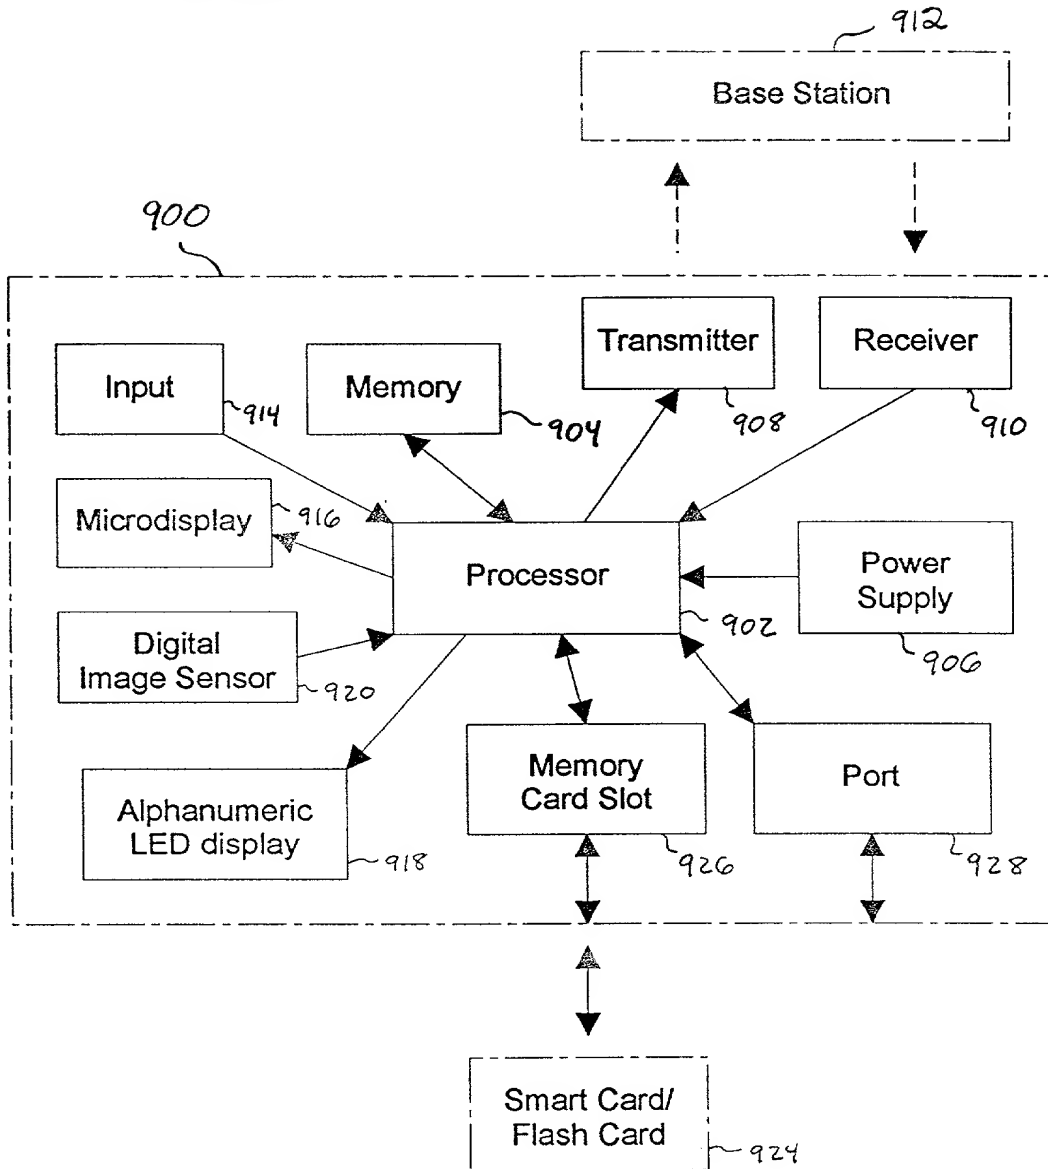 912
Base Station
900
Transmitter
908
Receiver
910
Input
914
Memory
904
Microdisplay
916
Processor
902
Power
Supply
906
Digital
Image Sensor
920
Alphanumeric
LED display
918
Memory
Card Slot
926
Port
928
Smart Card/
Flash Card
924